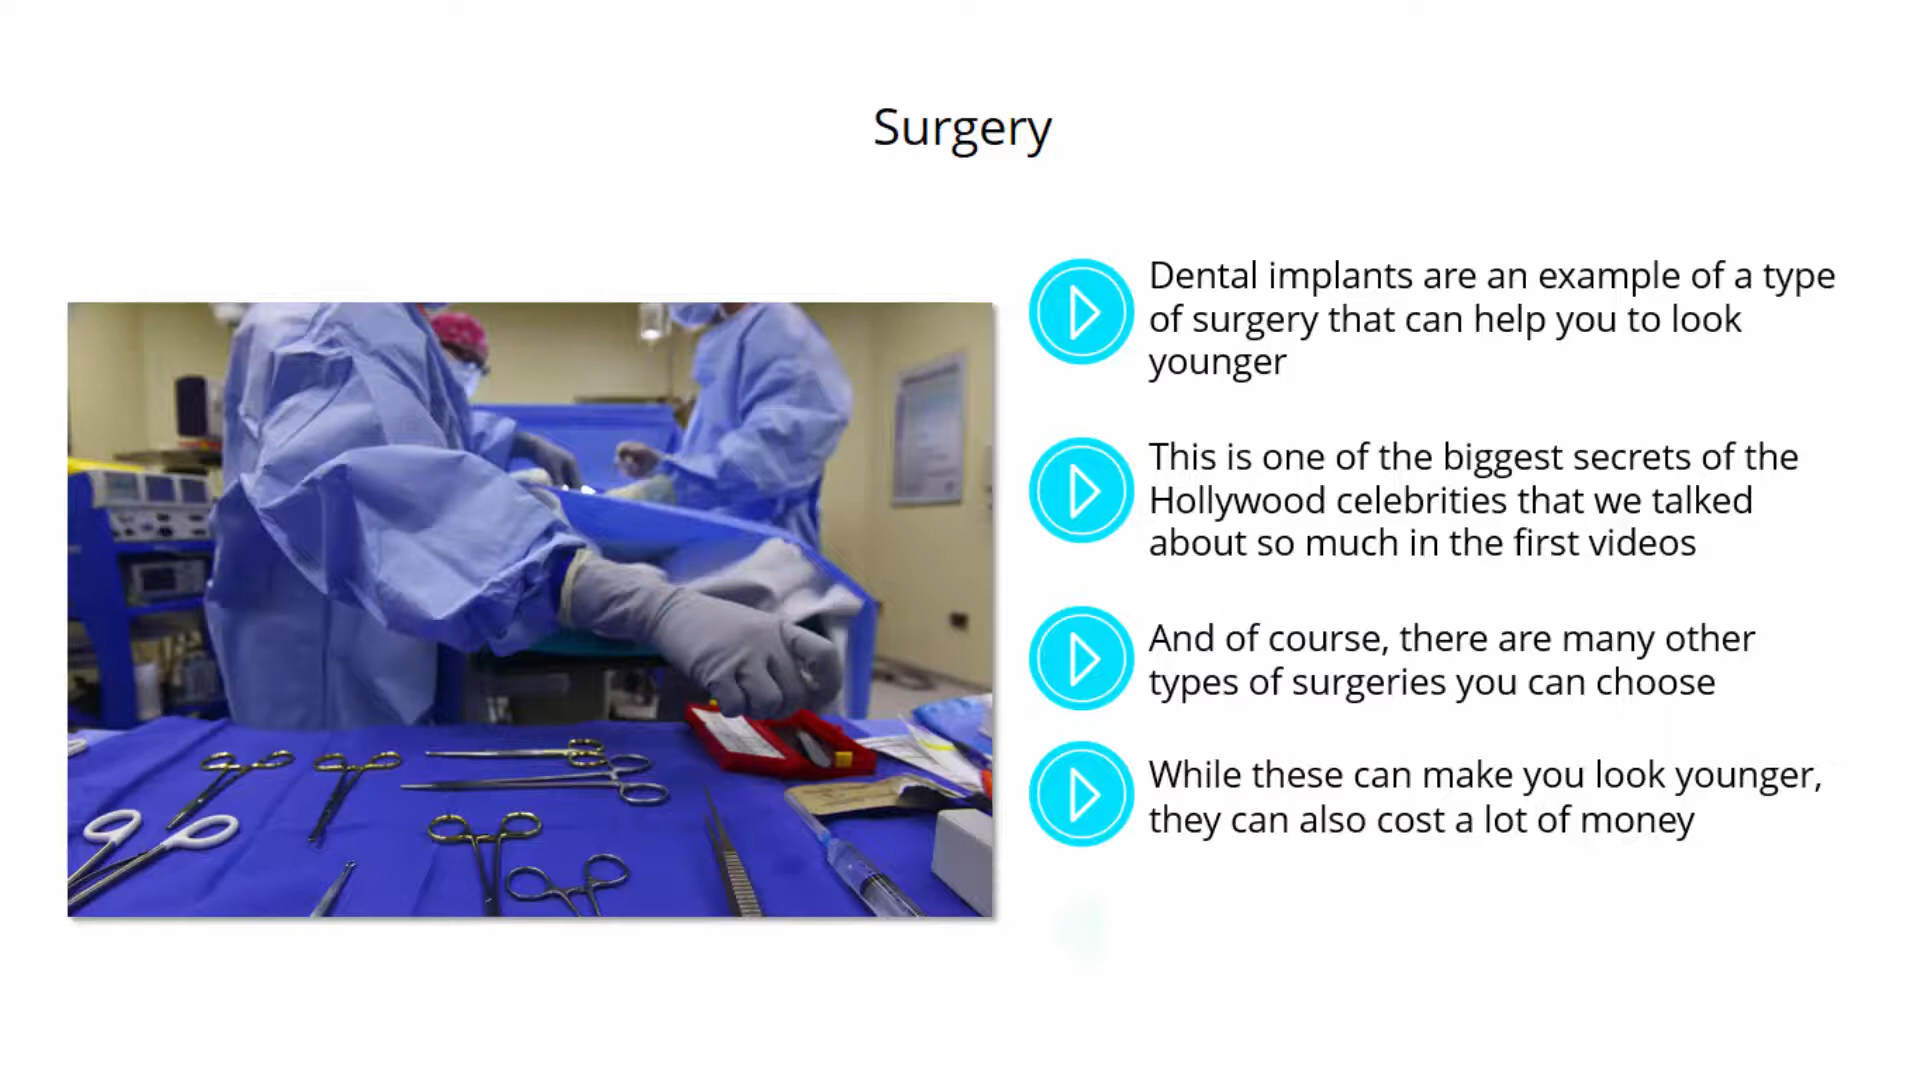 Surgery
Dental implants are an example of a type
of surgery that can help you to look
younger
This is one of the biggest secrets of the
Hollywood celebrities that we talked
about so much in the first videos
And of course, there are many other
types of surgeries you can choose
While these can make you look younger,
they can also cost a lot of money